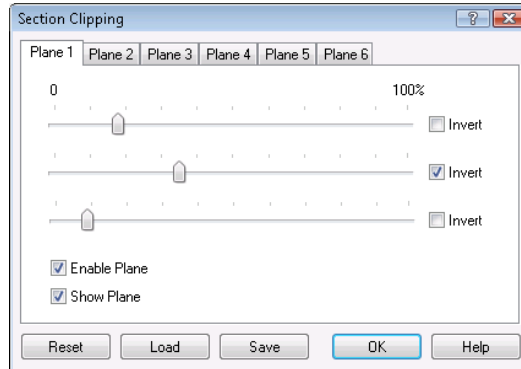 Section Clipping
Plane 1 Plane 2 Plane 3 Plane 4 Plane 5 Plane 6
0 100%
Invert
Invert
Invert
Enable Plane
Show Plane
Reset Load Save OK Help